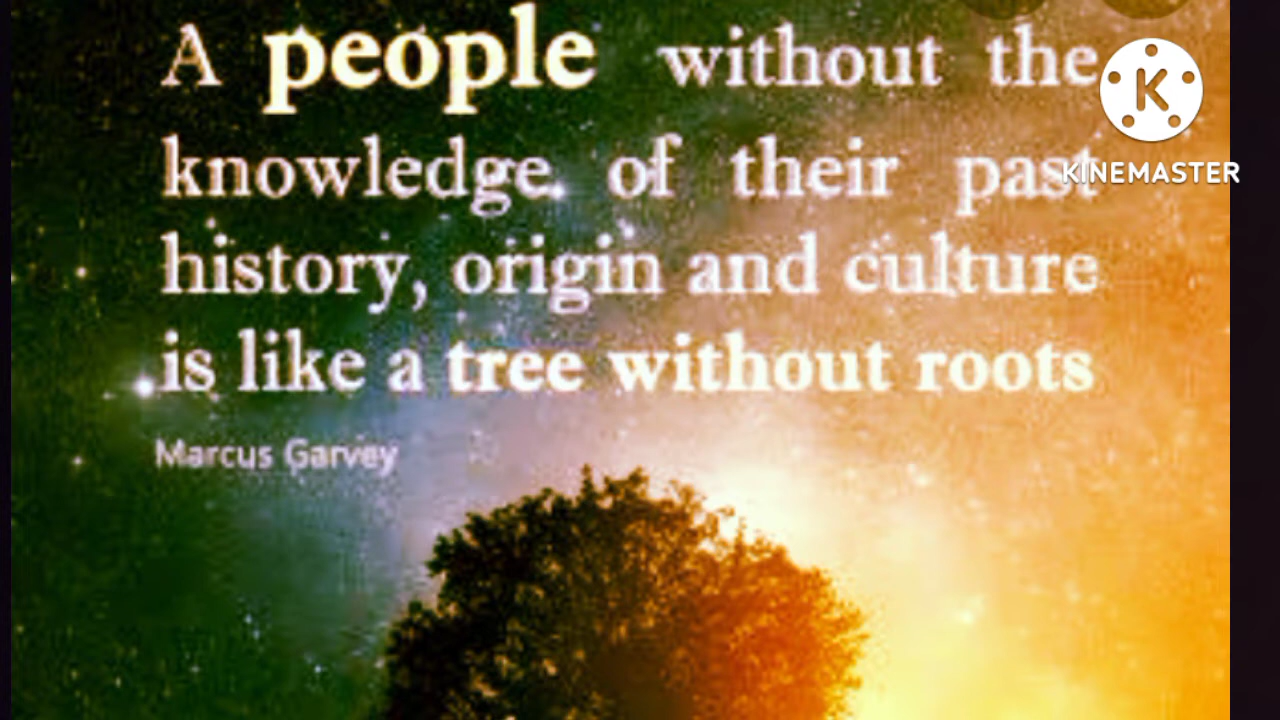 A people without the
knowledge of their past
history, origin and culture
is like a tree without roots
Marcus Garvey
K
KINEMASTER